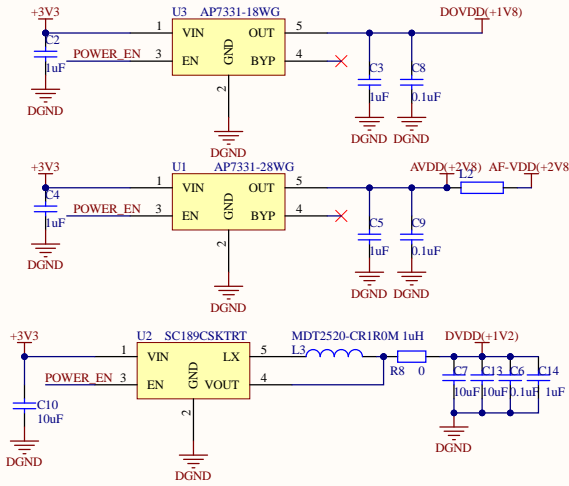 +3V3
U3 AP7331-18WG
DOVDD(+1V8)
1 VIN OUT 5
C2
1uF
POWER_EN
3 EN GND BYP 4
2
C3
1uF
C8
0.1uF
DGND
DGND
DGND DGND
+3V3
U1 AP7331-28WG
AVDD(+2V8) AF-VDD(+2V8
L2
1 VIN OUT 5
C4
1uF
POWER_EN
3 EN GND BYP 4
2
C5
1uF
C9
0.1uF
DGND
DGND
DGND DGND
+3V3
U2 SC189CSKTRT
L3 MDT2520-CR1R0M 1uH
DVDD(+1V2)
1 VIN LX 5
POWER_EN
3 EN GND VOUT 4
2
R8 0
C10
10uF
C7 C13 C6 C14
10uF 10uF 0.1uF 1uF
DGND
DGND
DGND